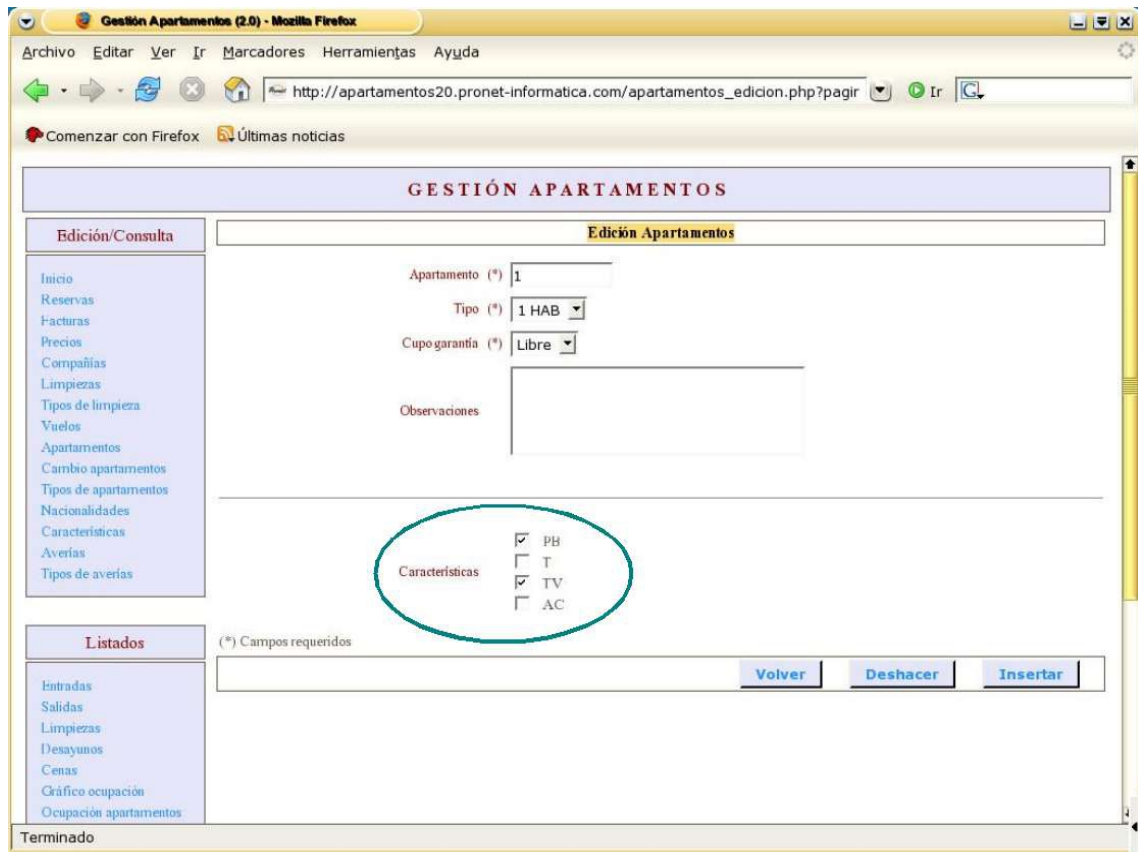 Gestión Apartamentos (2.0) - Mozilla Firefox
Archivo Editar Ver Ir Marcadores Herramientas Ayuda
http://apartamentos20.pronet-informatica.com/apartamentos_edicion.php?pagir Ir G
Comenzar con Firefox Últimas noticias
GESTIÓN APARTAMENTOS
Edición/Consulta
Inicio
Reservas
Facturas
Precios
Compañías
Limpiezas
Tipos de limpieza
Vuelos
Apartamentos
Cambio apartamentos
Tipos de apartamentos
Nacionalidades
Características
Averías
Tipos de averías
Listados
Entradas
Salidas
Limpiezas
Desayunos
Cenas
Gráfico ocupación
Ocupación apartamentos
Edición Apartamentos
Apartamento (*) 1
Tipo (*) 1 HAB
Cupo garantía (*) Libre
Observaciones
Características
PB
T
TV
AC
(*) Campos requeridos
Volver Deshacer Insertar
Terminado